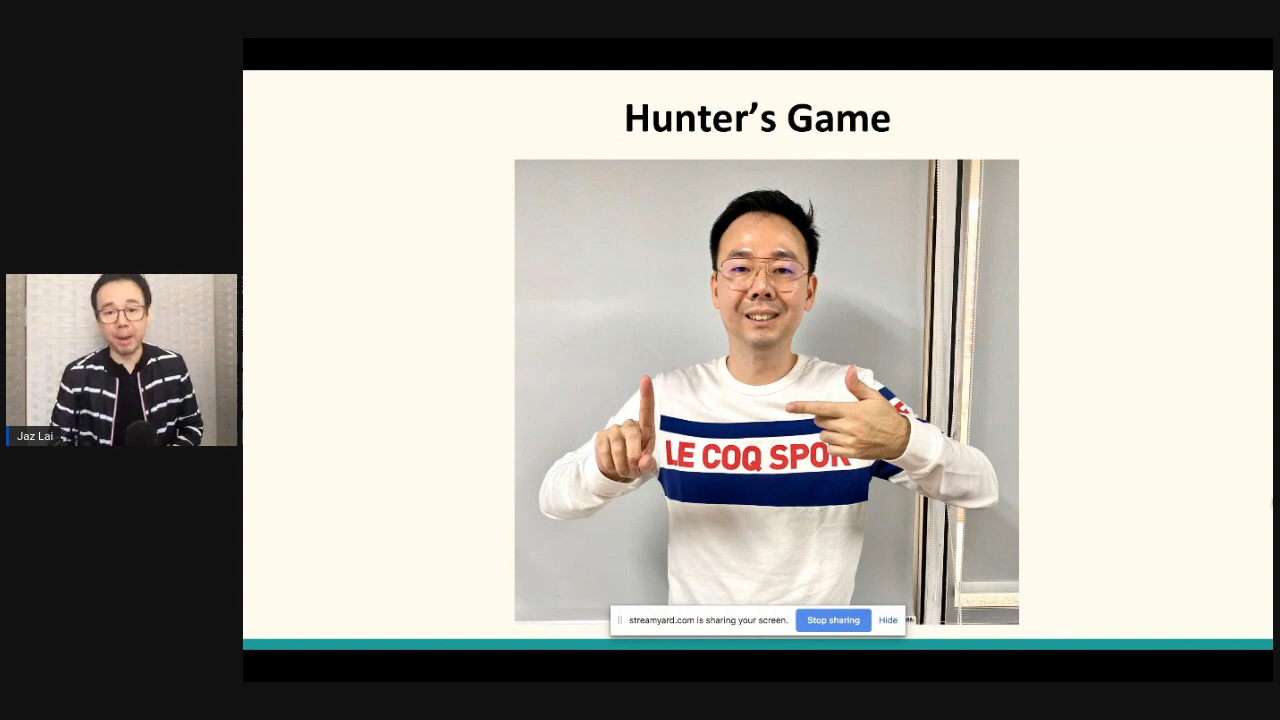 Hunter’s Game
LE COQ SPOR
Jaz Lai
streamyard.com is sharing your screen. Stop sharing Hide